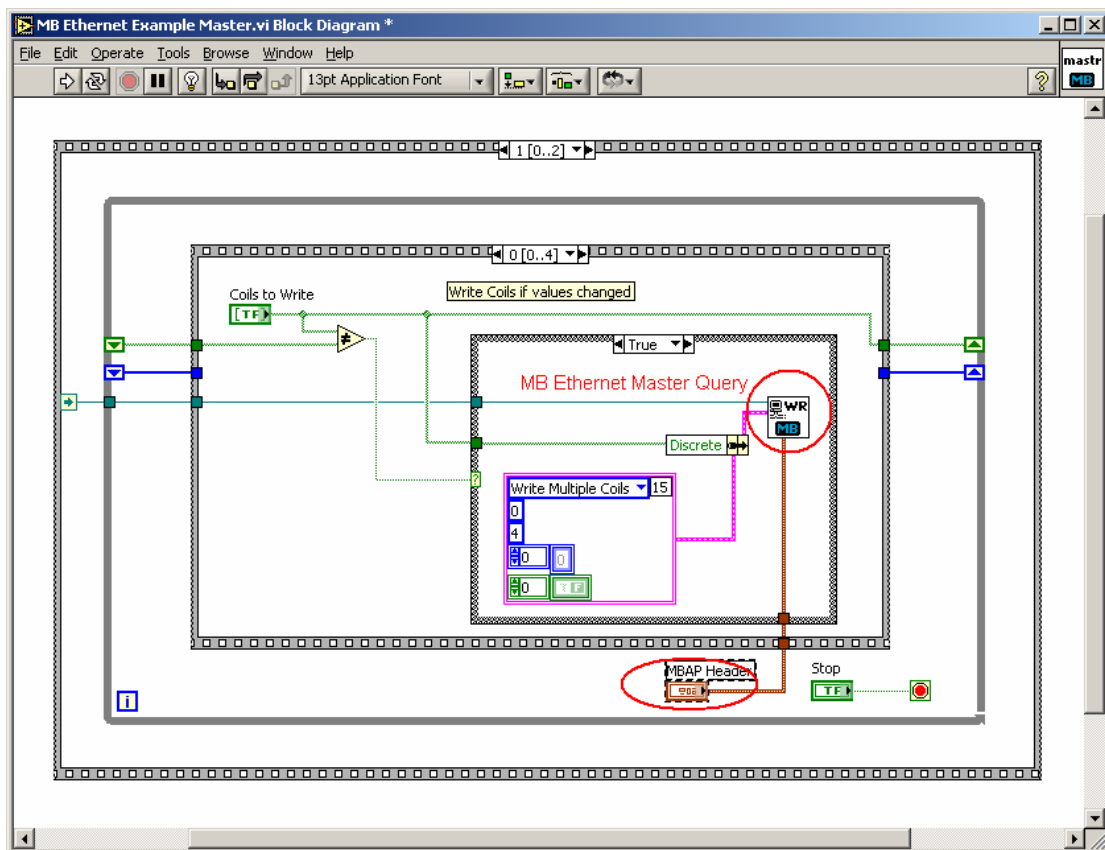 MB Ethernet Example Master.vi Block Diagram *
File Edit Operate Tools Browse Window Help
13pt Application Font
?
mastr
MB
1 [0..2]
0 [0..4]
Coils to Write
Write Coils if values changed
TF
≠
True
MB Ethernet Master Query
WR
MB
Discrete
?
Write Multiple Coils 15
0
4
0 0
0
MBAP Header
Stop
TF
i